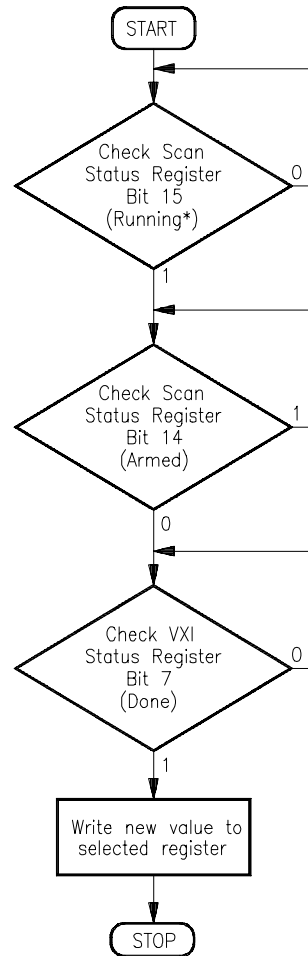 START
Check Scan
Status Register
Bit 15
(Running*)
0
1
Check Scan
Status Register
Bit 14
(Armed)
1
0
Check VXI
Status Register
Bit 7
(Done)
0
1
Write new value to
selected register
STOP